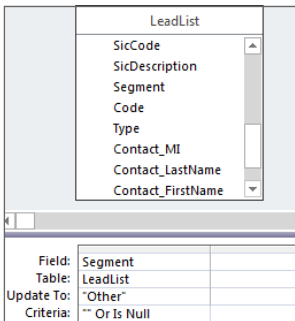 LeadList
SicCode
SicDescription
Segment
Code
Type
Contact_MI
Contact_LastName
Contact_FirstName
Field: Segment
Table: LeadList
Update To: "Other"
Criteria: "" Or Is Null